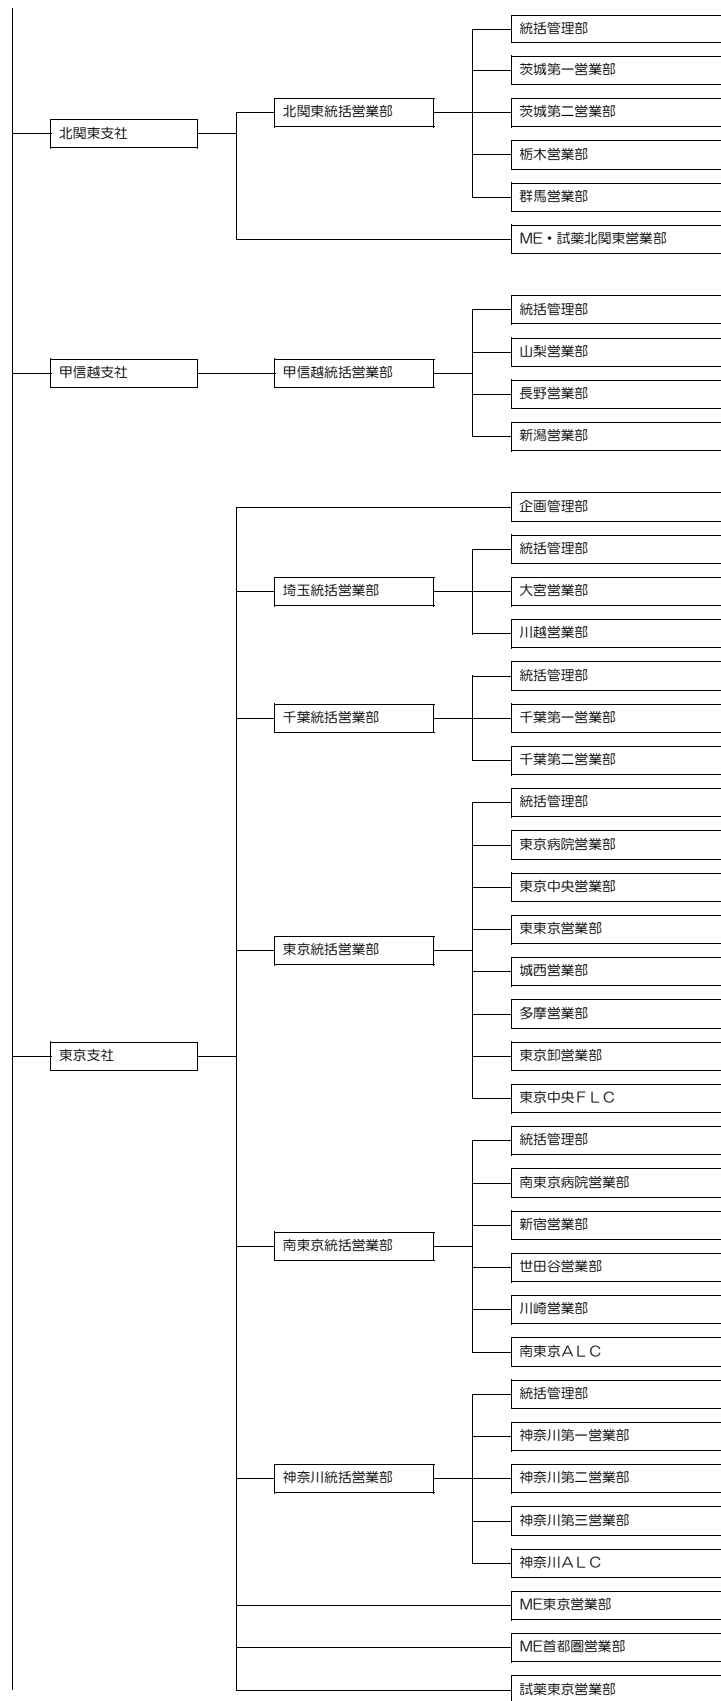 北関東支社
北関東統括営業部
統括管理部
茨城第一営業部
茨城第二営業部
栃木営業部
群馬営業部
ME・試薬北関東営業部
甲信越支社
甲信越統括営業部
統括管理部
山梨営業部
長野営業部
新潟営業部
東京支社
企画管理部
埼玉統括営業部
統括管理部
大宮営業部
川越営業部
千葉統括営業部
統括管理部
千葉第一営業部
千葉第二営業部
東京統括営業部
統括管理部
東京病院営業部
東京中央営業部
東東京営業部
城西営業部
多摩営業部
東京卸営業部
東京中央ＦＬＣ
南東京統括営業部
統括管理部
南東京病院営業部
新宿営業部
世田谷営業部
川崎営業部
南東京ＡＬＣ
神奈川統括営業部
統括管理部
神奈川第一営業部
神奈川第二営業部
神奈川第三営業部
神奈川ＡＬＣ
ME東京営業部
ME首都圏営業部
試薬東京営業部